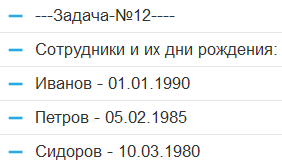 ---Задача-№12----
Сотрудники и их дни рождения:
Иванов - 01.01.1990
Петров - 05.02.1985
Сидоров - 10.03.1980